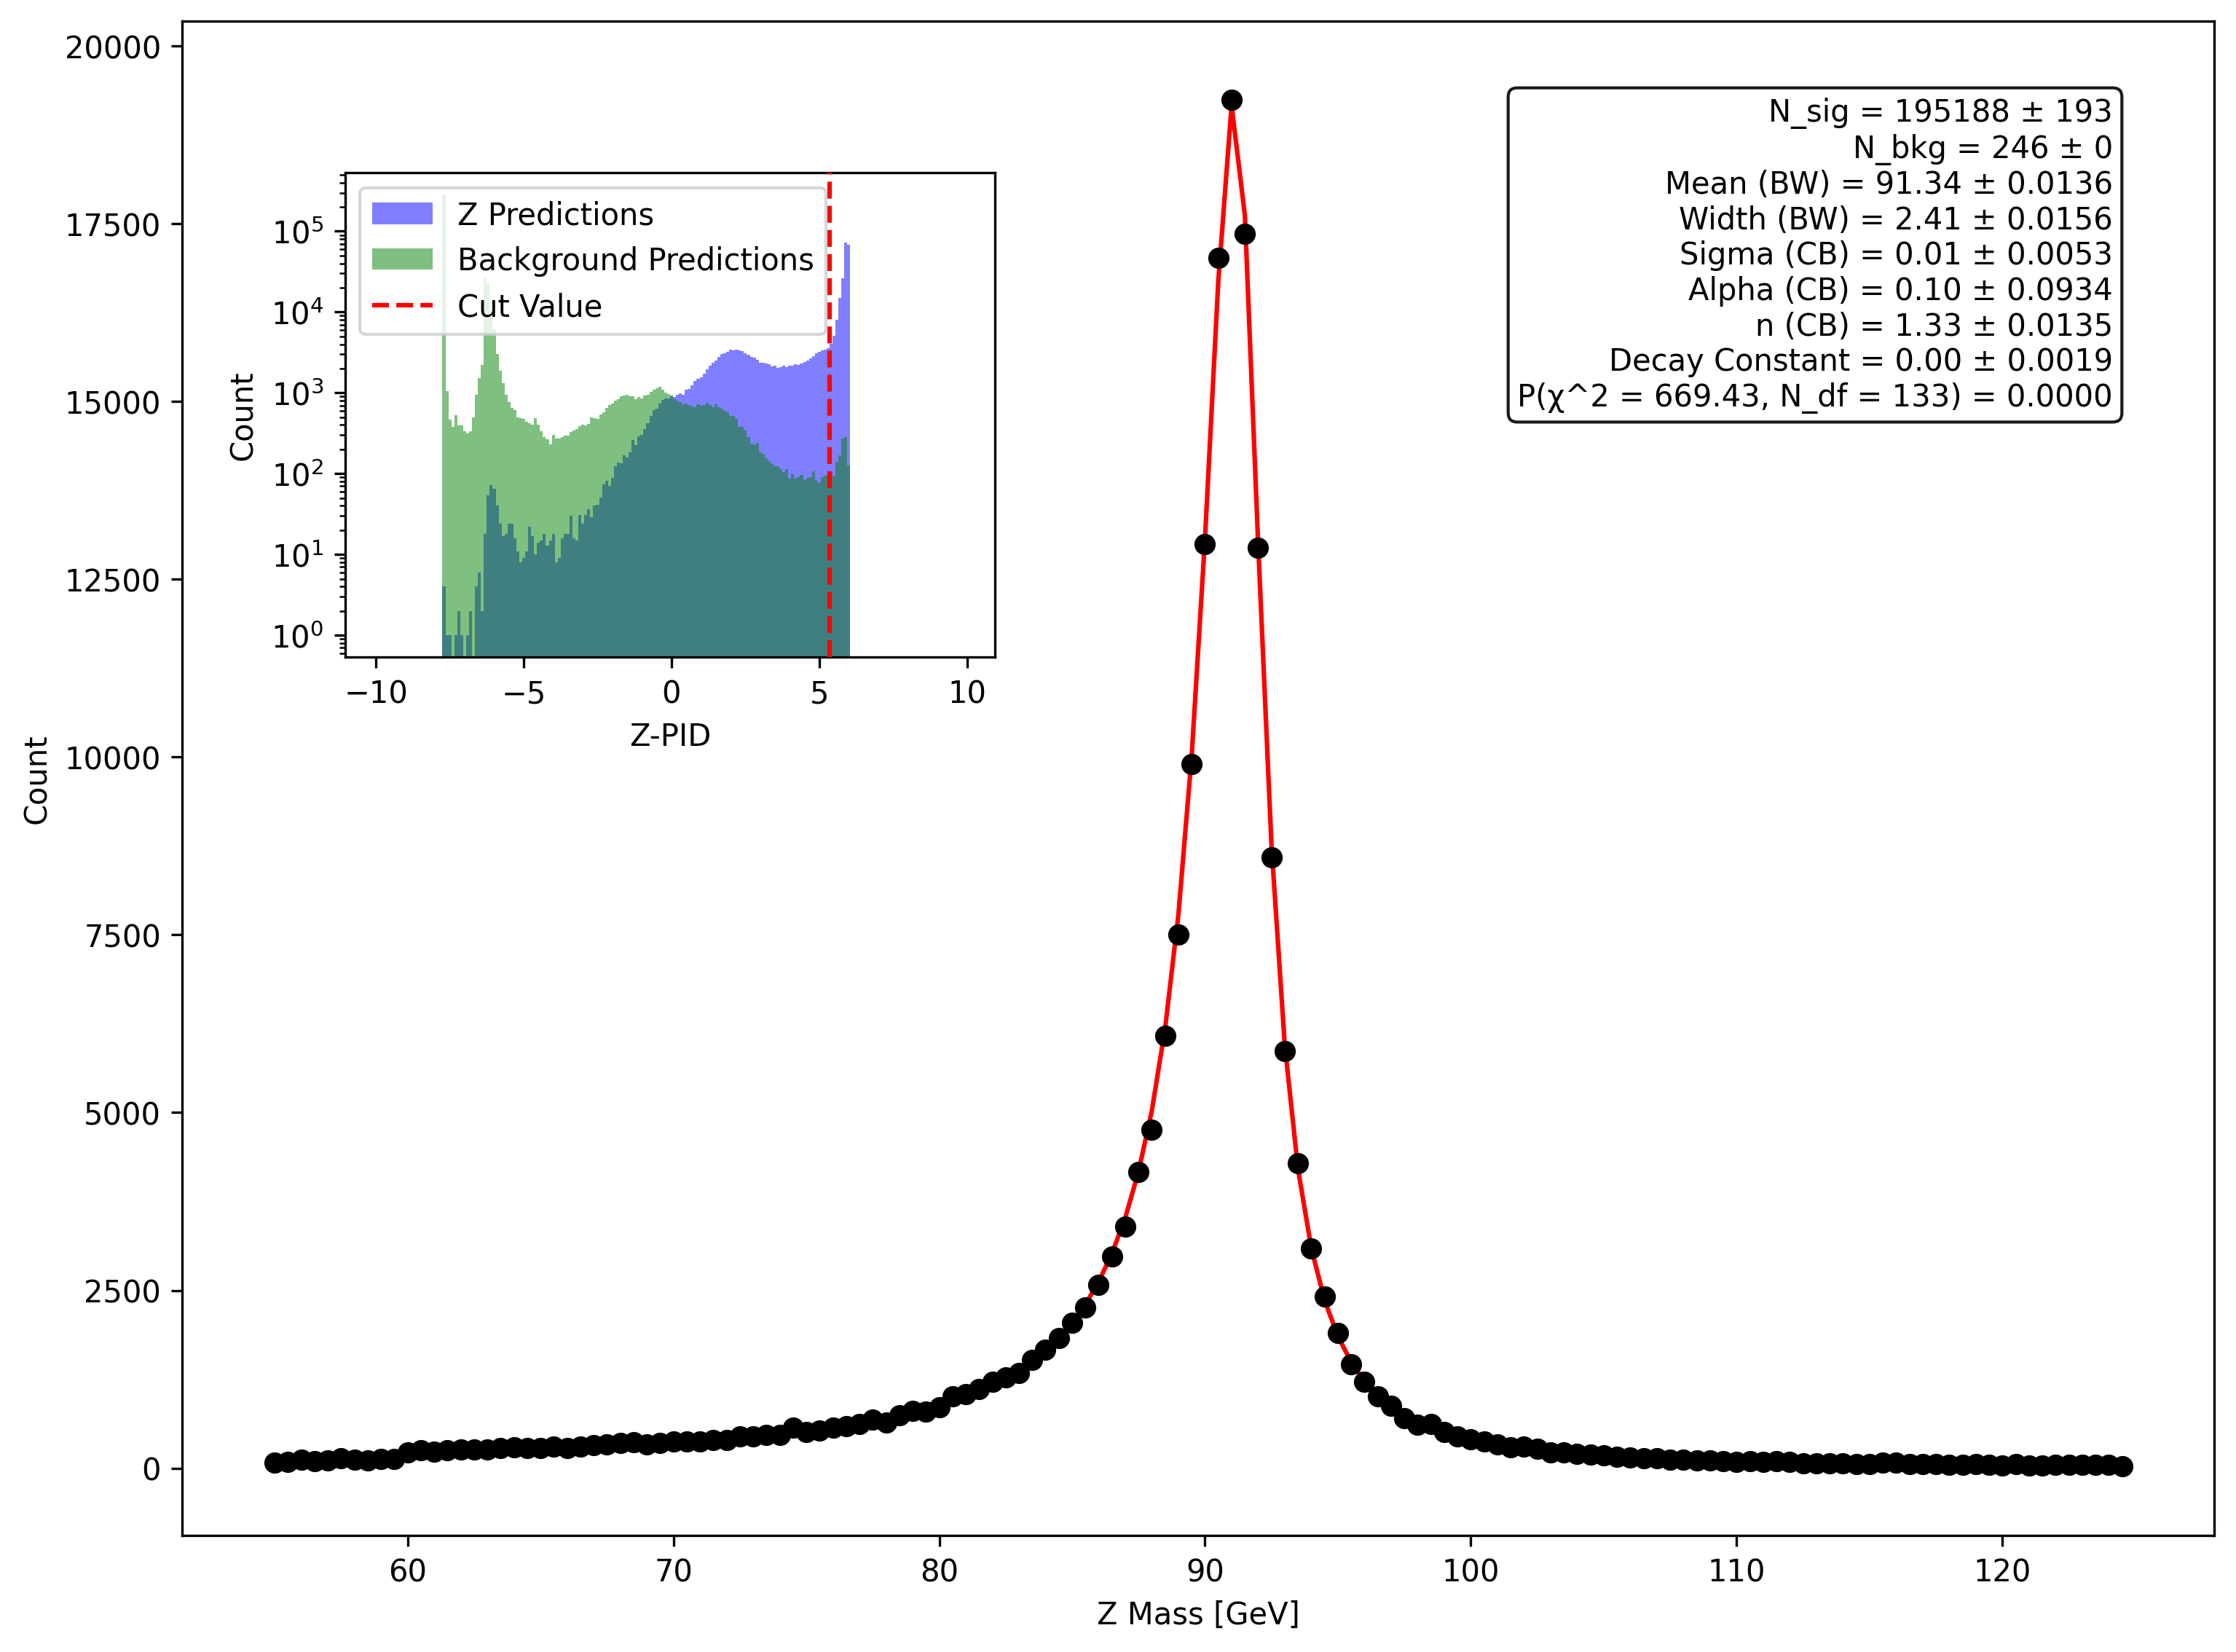 20000
17500
15000
12500
10000
7500
5000
2500
0
Count
60
70
80
90
100
110
120
Z Mass [GeV]
N_sig = 195188 ± 193
N_bkg = 246 ± 0
Mean (BW) = 91.34 ± 0.0136
Width (BW) = 2.41 ± 0.0156
Sigma (CB) = 0.01 ± 0.0053
Alpha (CB) = 0.10 ± 0.0934
n (CB) = 1.33 ± 0.0135
Decay Constant = 0.00 ± 0.0019
P(χ^2 = 669.43, N_df = 133) = 0.0000
Z Predictions
Background Predictions
Cut Value
10⁵
10⁴
10³
10²
10¹
10⁰
Count
−10
−5
0
5
10
Z-PID